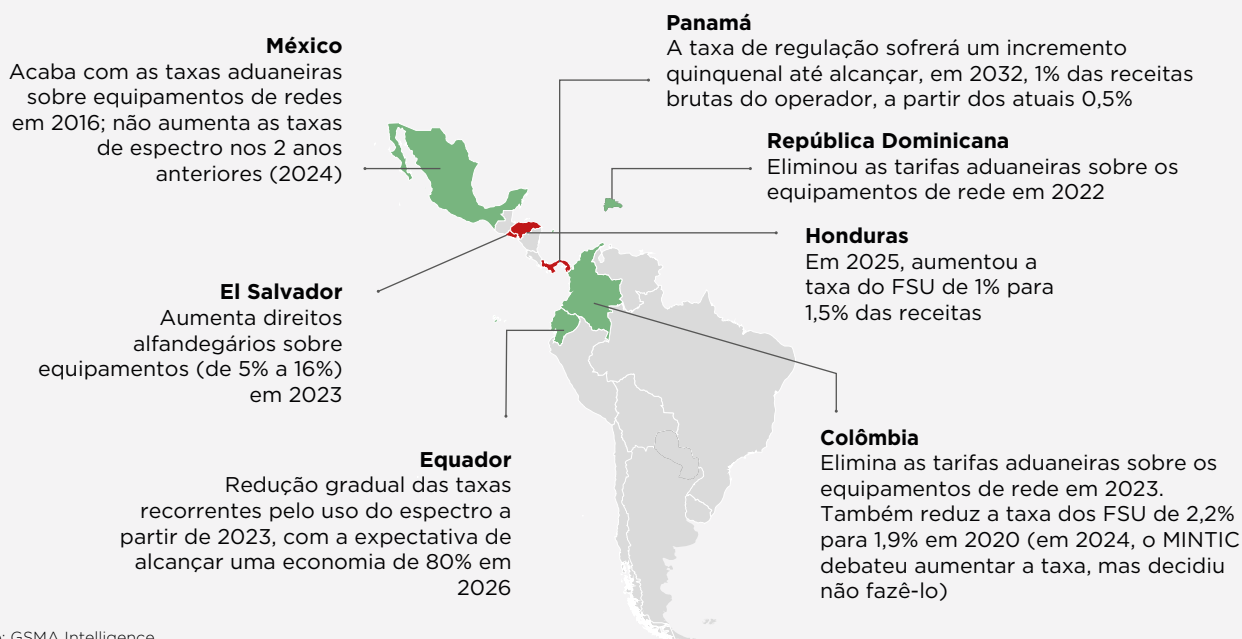 México
Acaba com as taxas aduaneiras
sobre equipamentos de redes
em 2016; não aumenta as taxas
de espectro nos 2 anos
anteriores (2024)
Panamá
A taxa de regulação sofrerá um incremento
quinquenal até alcançar, em 2032, 1% das receitas
brutas do operador, a partir dos atuais 0,5%
República Dominicana
Eliminou as tarifas aduaneiras sobre os
equipamentos de rede em 2022
Honduras
Em 2025, aumentou a
taxa do FSU de 1% para
1,5% das receitas
El Salvador
Aumenta direitos
alfandegários sobre
equipamentos (de 5% a 16%)
em 2023
Equador
Redução gradual das taxas
recorrentes pelo uso do espectro a
partir de 2023, com a expectativa de
alcançar uma economia de 80% em
2026
Colômbia
Elimina as tarifas aduaneiras sobre os
equipamentos de rede em 2023.
Também reduz a taxa dos FSU de 2,2%
para 1,9% em 2020 (em 2024, o MINTIC
debateu aumentar a taxa, mas decidiu
não fazê-lo)
: GSMA Intelligence